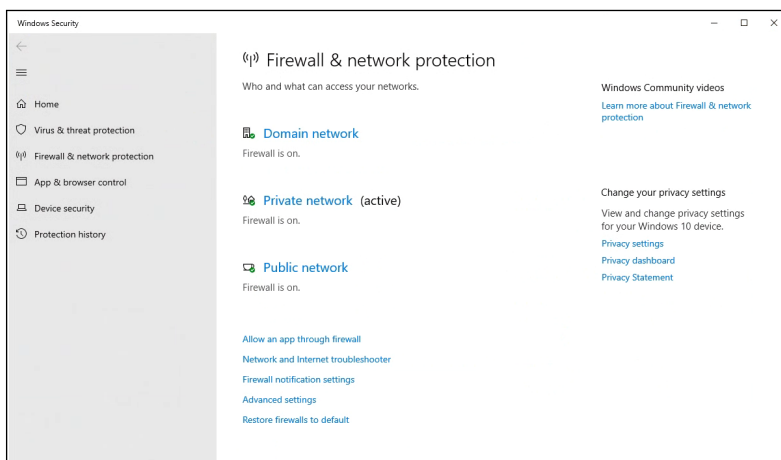 Windows Security
Home
Virus & threat protection
Firewall & network protection
App & browser control
Device security
Protection history
Firewall & network protection
Who and what can access your networks.
Domain network
Firewall is on.
Private network (active)
Firewall is on.
Public network
Firewall is on.
Allow an app through firewall
Network and Internet troubleshooter
Firewall notification settings
Advanced settings
Restore firewalls to default
Windows Community videos
Learn more about Firewall & network
protection
Change your privacy settings
View and change privacy settings
for your Windows 10 device.
Privacy settings
Privacy dashboard
Privacy Statement